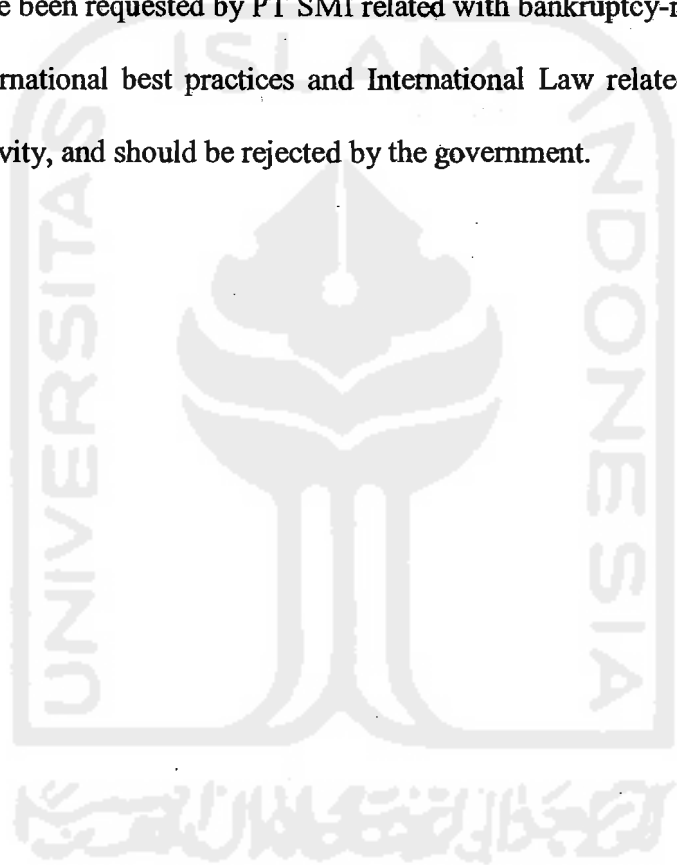 e been requested by PT SMI related with bankruptcy-r
rnational best practices and International Law relate
vity, and should be rejected by the government.
ISLAM
UNIVERSITAS
INDONESIA